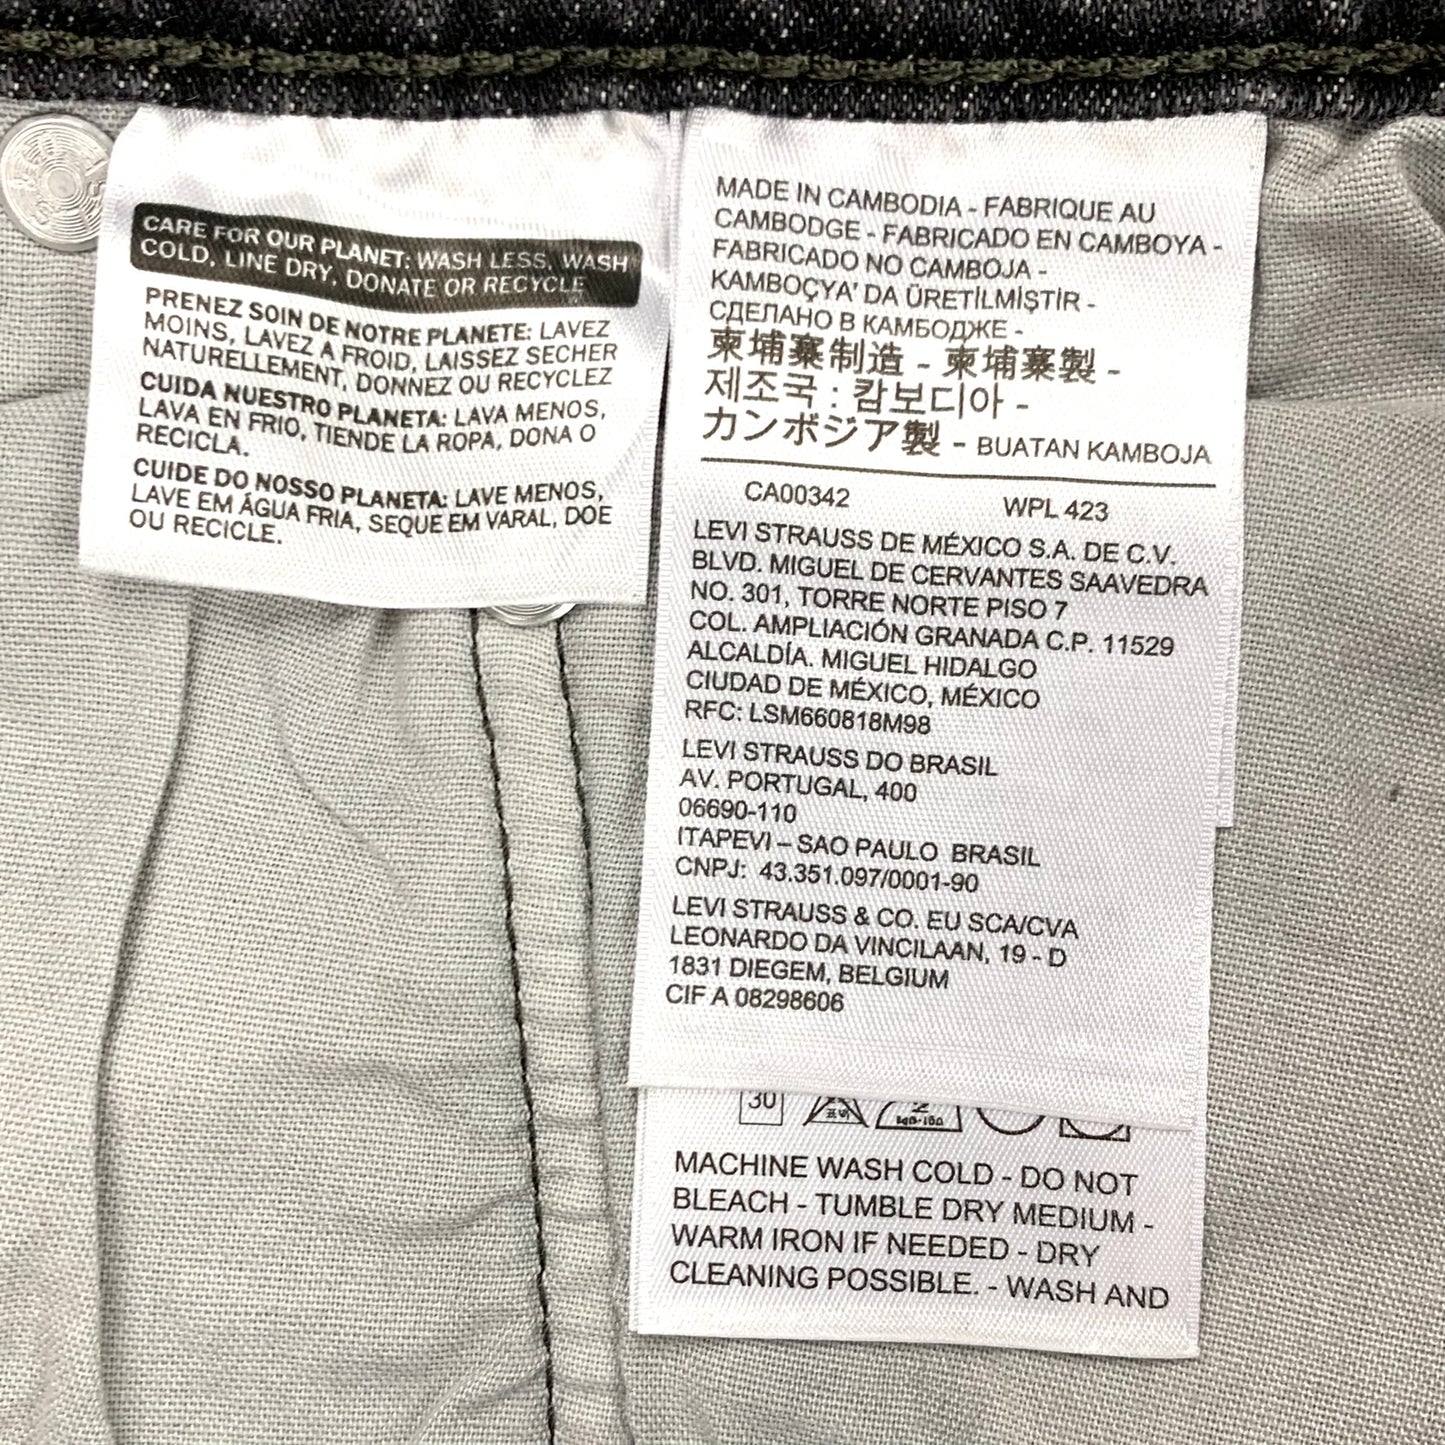 CARE FOR OUR PLANET: WASH LESS, WASH
COLD, LINE DRY, DONATE OR RECYCLE
PRENEZ SOIN DE NOTRE PLANETE: LAVEZ
MOINS, LAVEZ A FROID, LAISSEZ SECHER
NATURELLEMENT, DONNEZ OU RECYCLEZ
CUIDA NUESTRO PLANETA: LAVA MENOS,
LAVA EN FRIO, TIENDE LA ROPA, DONA O
RECICLA.
CUIDE DO NOSSO PLANETA: LAVE MENOS,
LAVE EM ÁGUA FRIA, SEQUE EM VARAL, DOE
OU RECICLE.
MADE IN CAMBODIA - FABRIQUE AU
CAMBODGE - FABRICADO EN CAMBOYA -
FABRICADO NO CAMBOJA -
KAMBOÇYA' DA ÜRETİLMİŞTİR -
СДЕЛАНО В КАМБОДЖЕ -
柬埔寨制造 - 柬埔寨製 -
제조국 : 캄보디아 -
カンボジア製 - BUATAN KAMBOJA
CA00342 WPL 423
LEVI STRAUSS DE MÉXICO S.A. DE C.V.
BLVD. MIGUEL DE CERVANTES SAAVEDRA
NO. 301, TORRE NORTE PISO 7
COL. AMPLIACIÓN GRANADA C.P. 11529
ALCALDÍA. MIGUEL HIDALGO
CIUDAD DE MÉXICO, MÉXICO
RFC: LSM660818M98
LEVI STRAUSS DO BRASIL
AV. PORTUGAL, 400
06690-110
ITAPEVI – SAO PAULO BRASIL
CNPJ: 43.351.097/0001-90
LEVI STRAUSS & CO. EU SCA/CVA
LEONARDO DA VINCILAAN, 19 - D
1831 DIEGEM, BELGIUM
CIF A 08298606
30
MACHINE WASH COLD - DO NOT
BLEACH - TUMBLE DRY MEDIUM -
WARM IRON IF NEEDED - DRY
CLEANING POSSIBLE. - WASH AND